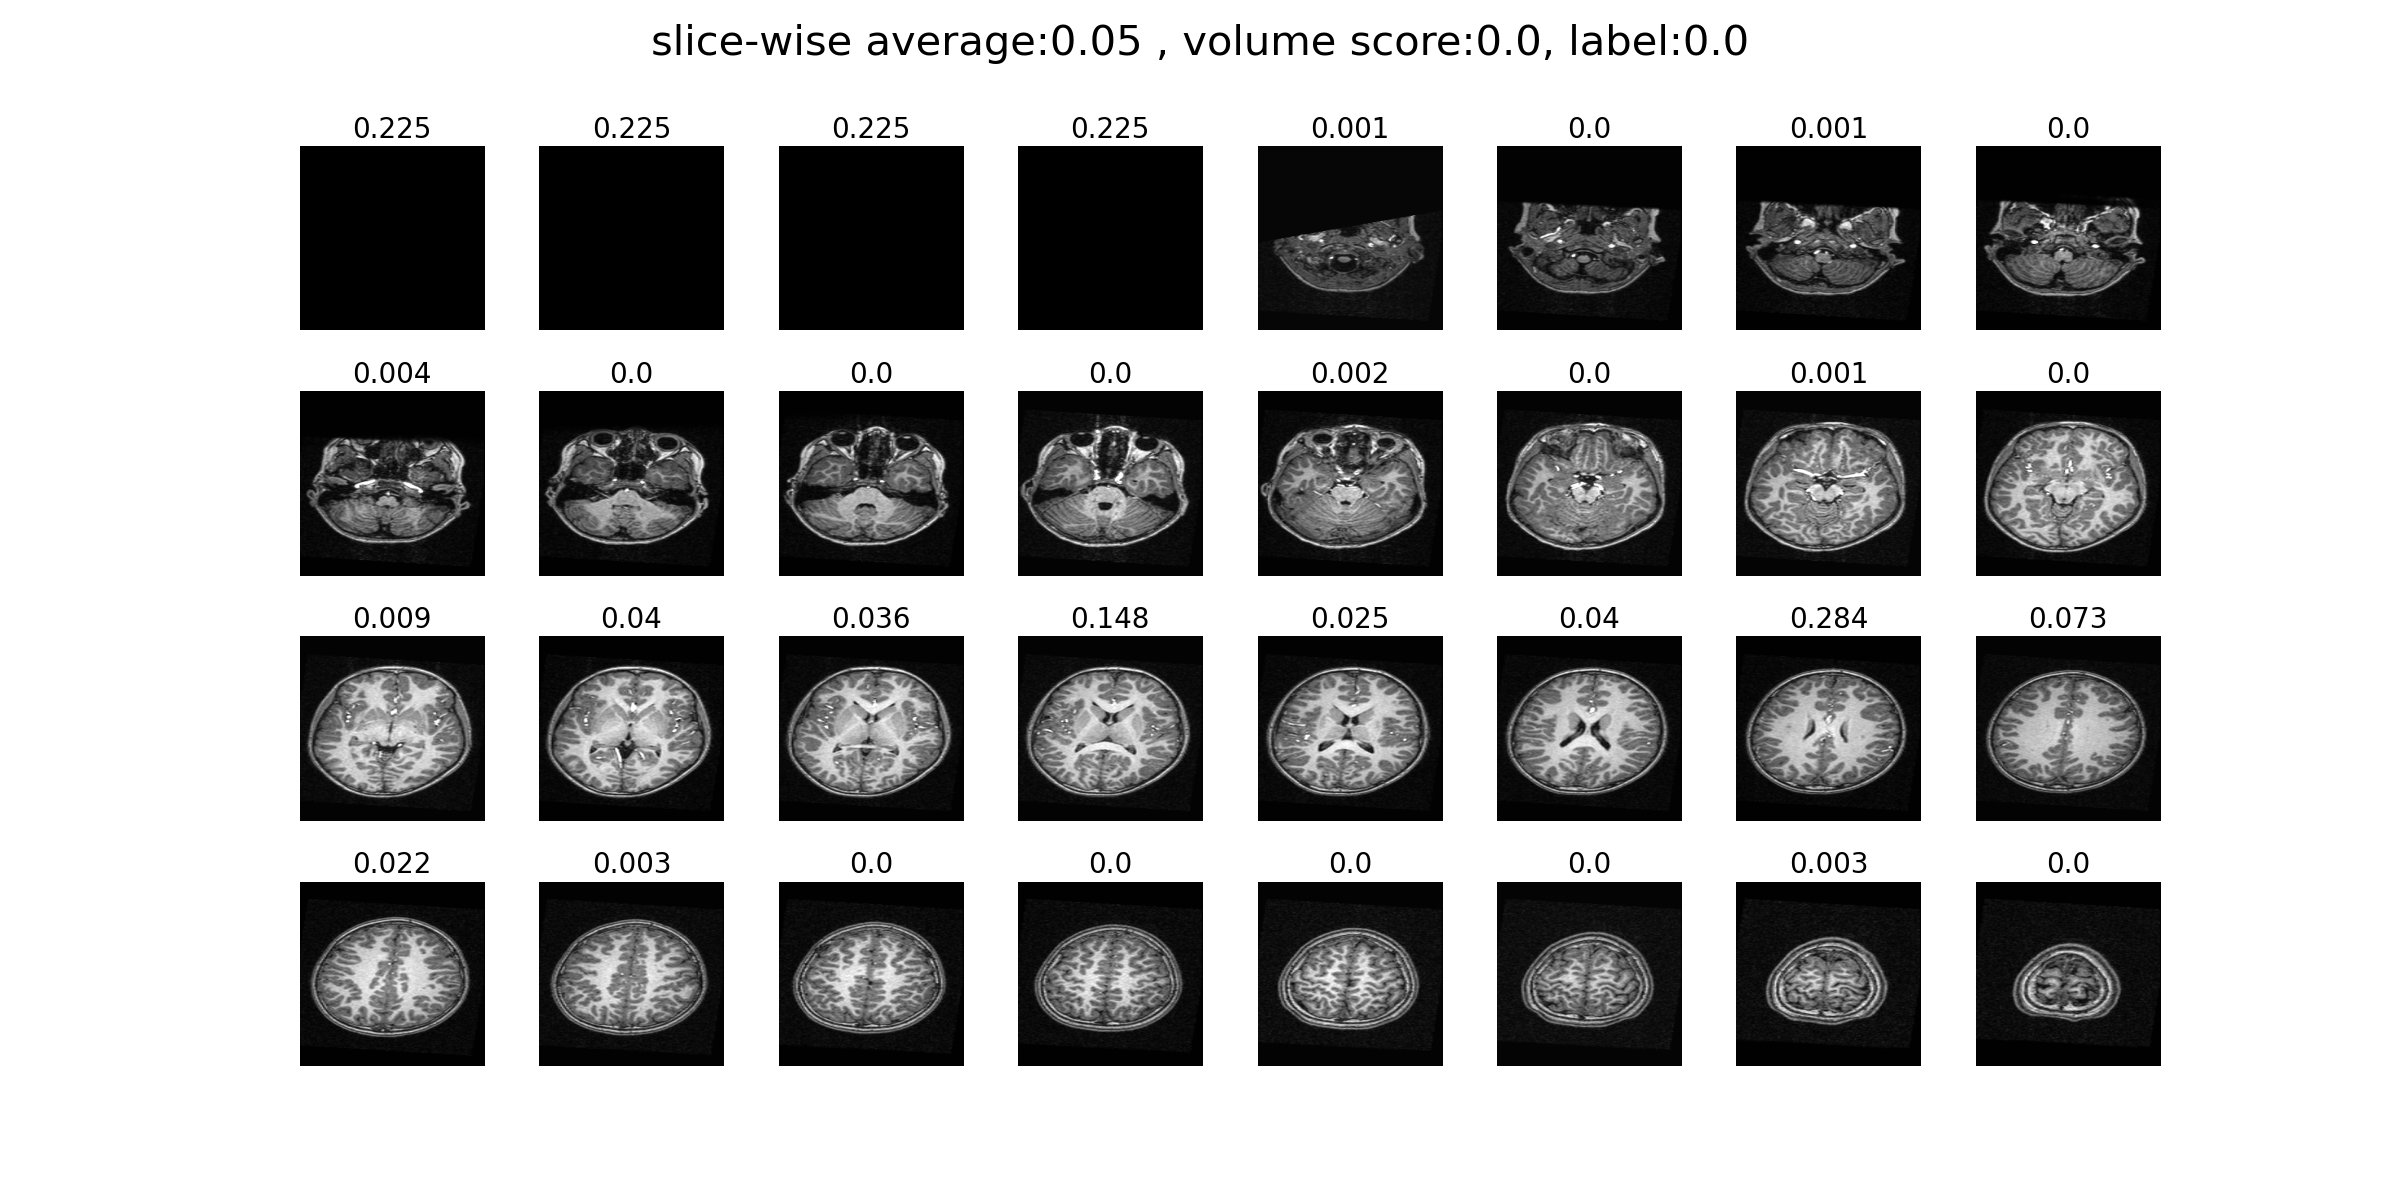 slice-wise average:0.05 , volume score:0.0, label:0.0
0.225 0.225 0.225 0.225 0.001 0.0 0.001 0.0
0.004 0.0 0.0 0.0 0.002 0.0 0.001 0.0
0.009 0.04 0.036 0.148 0.025 0.04 0.284 0.073
0.022 0.003 0.0 0.0 0.0 0.0 0.003 0.0